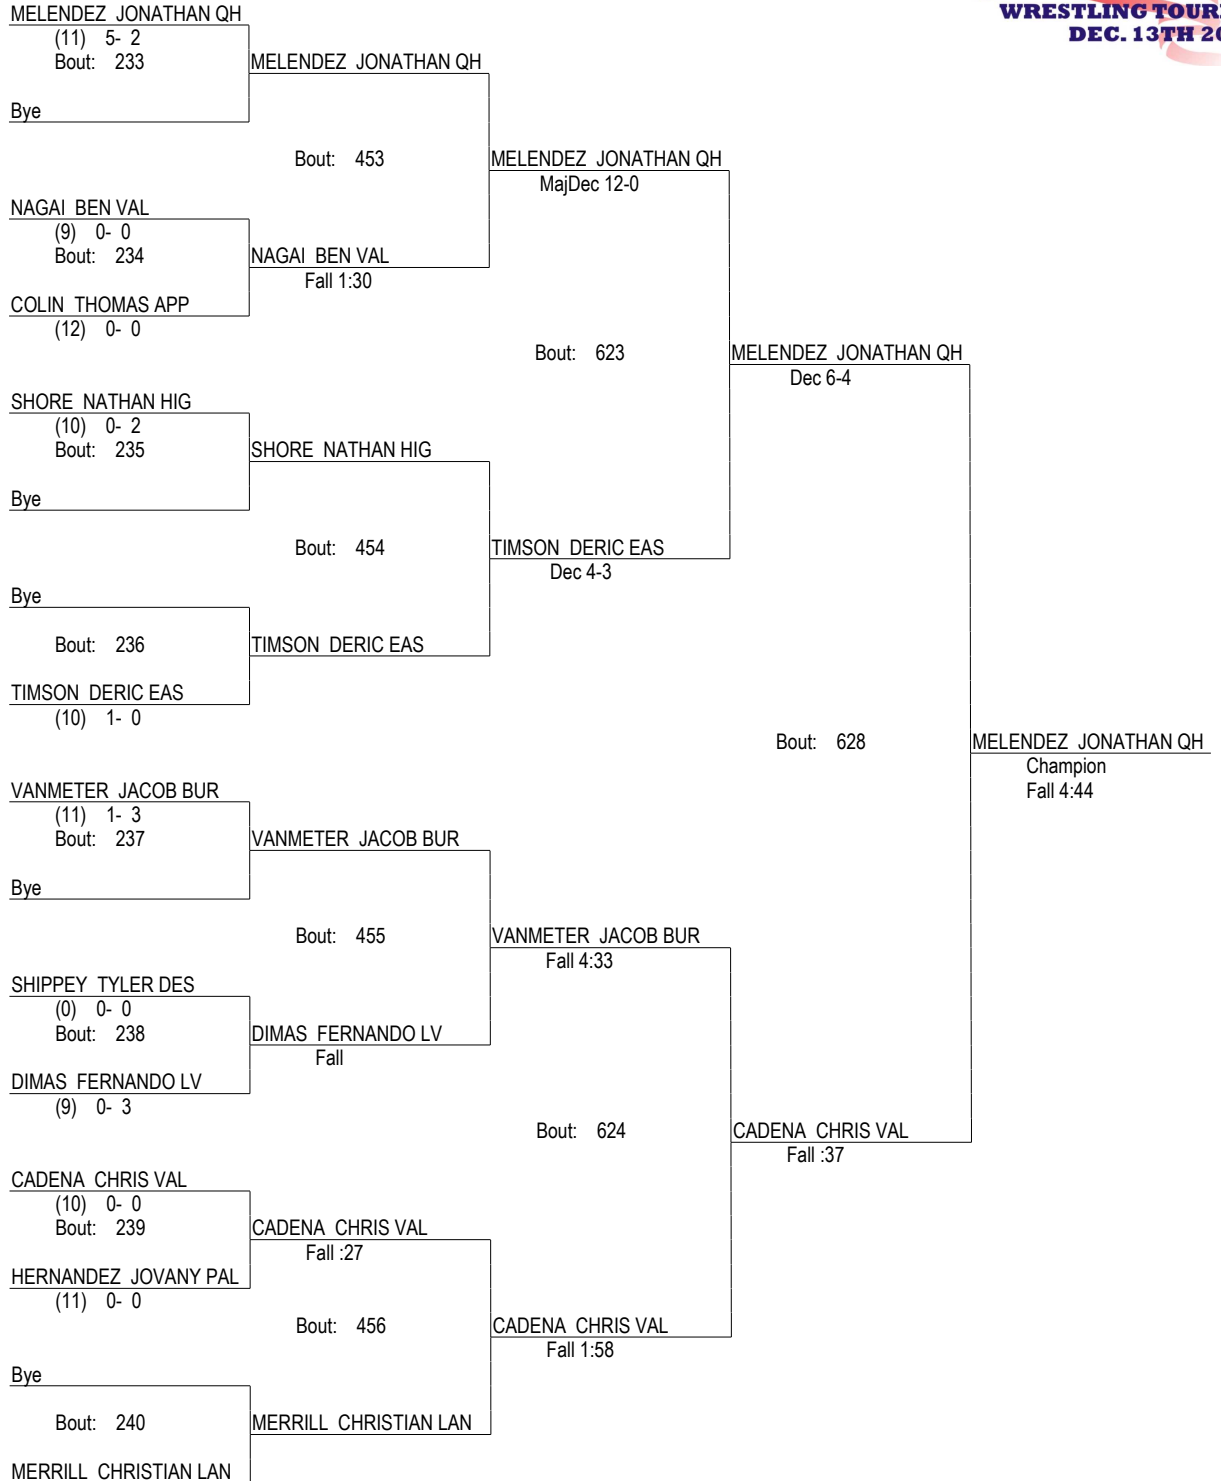 WRESTLING TOUR
DEC. 13TH 20
MELENDEZ JONATHAN QH
(11) 5- 2
Bout: 233
MELENDEZ JONATHAN QH
Bye
Bout: 453
MELENDEZ JONATHAN QH
MajDec 12-0
NAGAI BEN VAL
(9) 0- 0
Bout: 234
NAGAI BEN VAL
Fall 1:30
COLIN THOMAS APP
(12) 0- 0
Bout: 623
MELENDEZ JONATHAN QH
Dec 6-4
SHORE NATHAN HIG
(10) 0- 2
Bout: 235
SHORE NATHAN HIG
Bye
Bout: 454
TIMSON DERIC EAS
Dec 4-3
Bye
Bout: 236
TIMSON DERIC EAS
TIMSON DERIC EAS
(10) 1- 0
Bout: 628
MELENDEZ JONATHAN QH
Champion
Fall 4:44
VANMETER JACOB BUR
(11) 1- 3
Bout: 237
VANMETER JACOB BUR
Bye
Bout: 455
VANMETER JACOB BUR
Fall 4:33
SHIPPEY TYLER DES
(0) 0- 0
Bout: 238
DIMAS FERNANDO LV
Fall
DIMAS FERNANDO LV
(9) 0- 3
Bout: 624
CADENA CHRIS VAL
Fall :37
CADENA CHRIS VAL
(10) 0- 0
Bout: 239
CADENA CHRIS VAL
Fall :27
HERNANDEZ JOVANY PAL
(11) 0- 0
Bout: 456
CADENA CHRIS VAL
Fall 1:58
Bye
Bout: 240
MERRILL CHRISTIAN LAN
MERRILL CHRISTIAN LAN